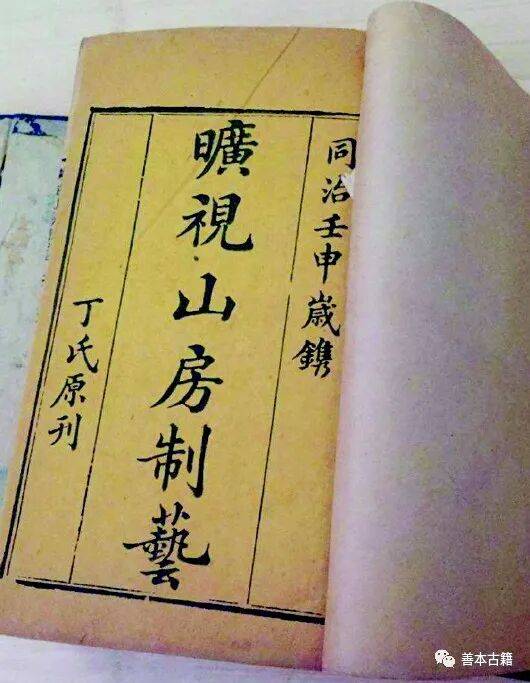 同治壬申歲鐫
曠視山房制藝
丁氏原刊
善本古籍